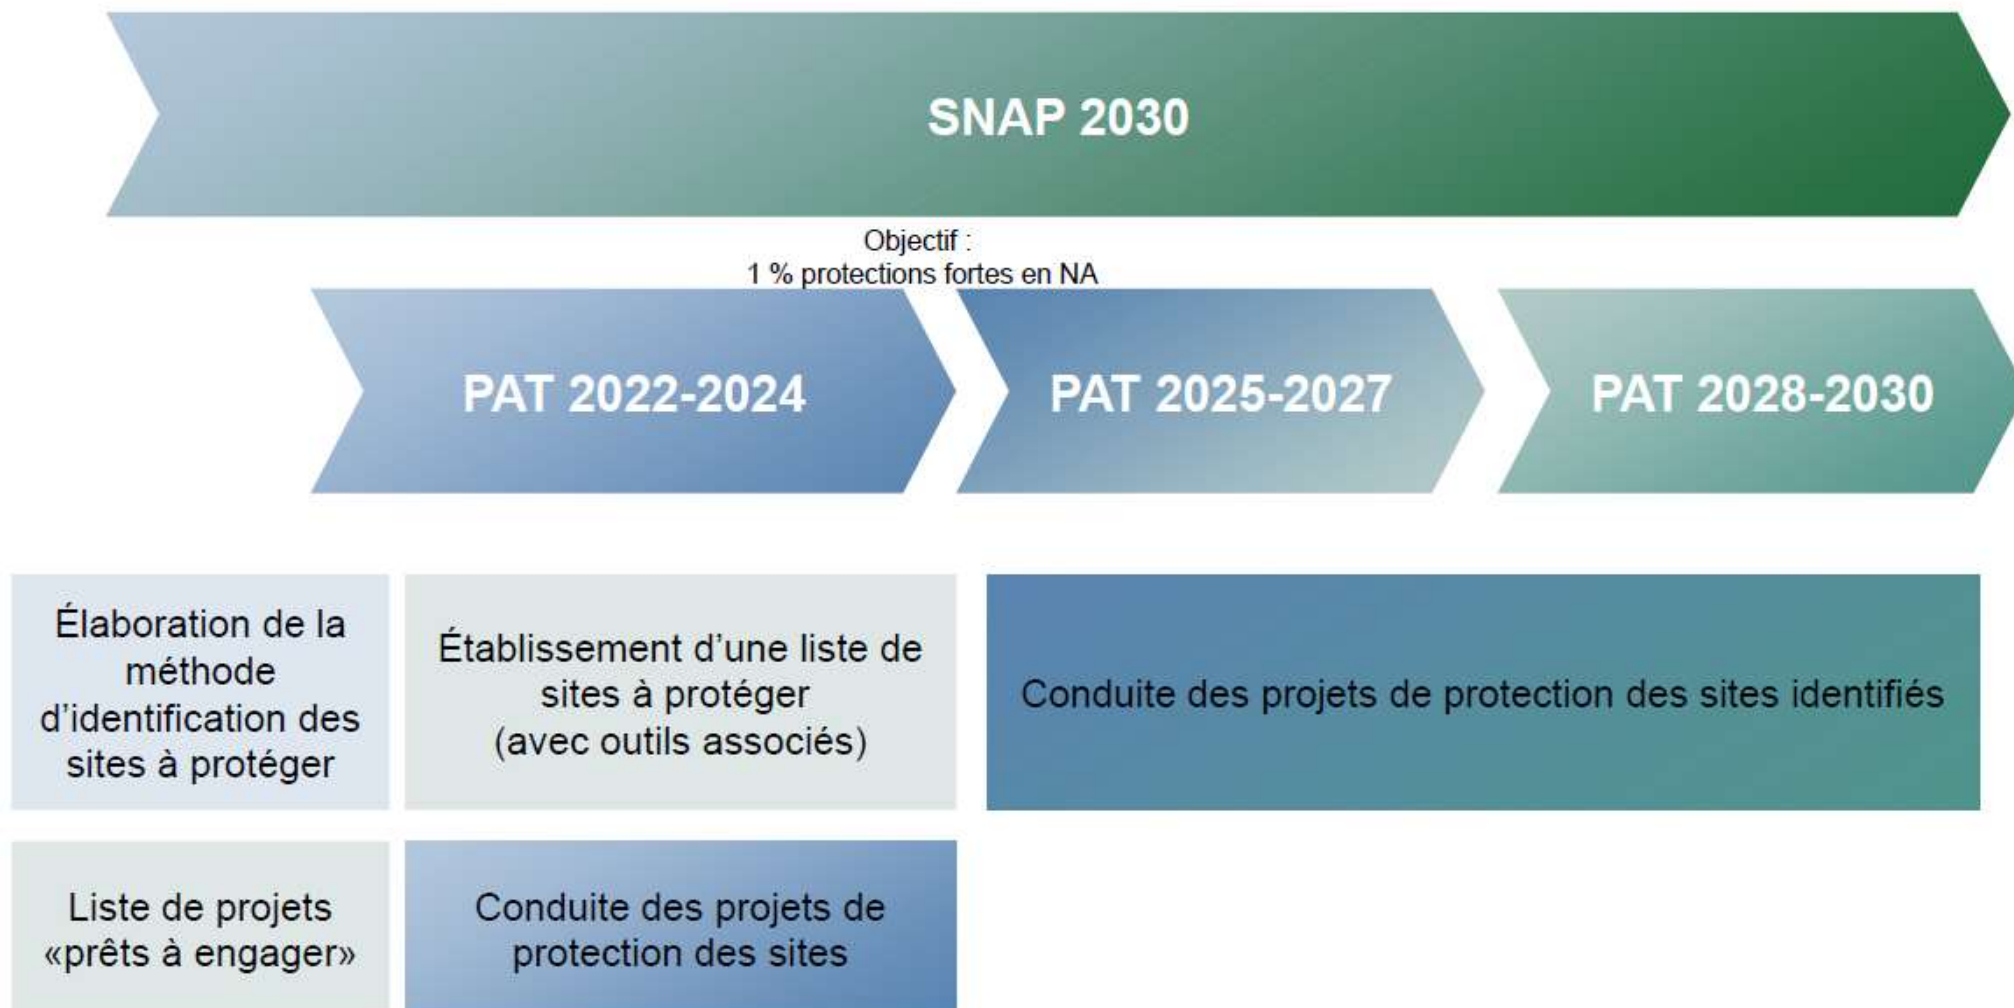 SNAP 2030
Objectif :
1 % protections fortes en NA
PAT 2022-2024
PAT 2025-2027
PAT 2028-2030
Élaboration de la
méthode
d’identification des
sites à protéger
Établissement d’une liste de
sites à protéger
(avec outils associés)
Conduite des projets de protection des sites identifiés
Liste de projets
«prêts à engager»
Conduite des projets de
protection des sites